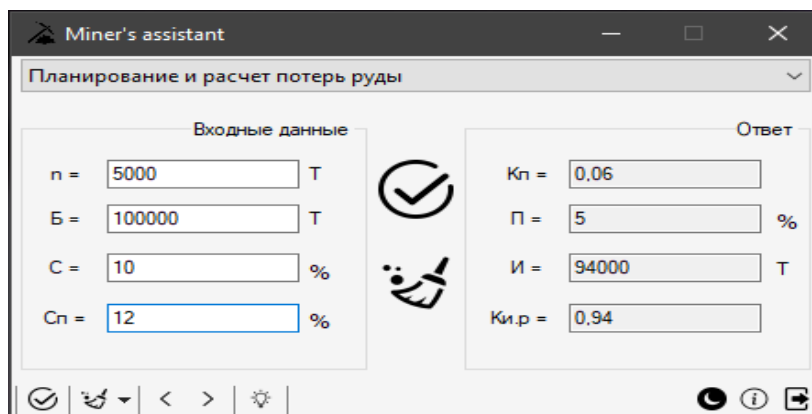 Miner's assistant
Планирование и расчет потерь руды
Входные данные
n = 5000 Т
Б = 100000 Т
С = 10 %
Сп = 12 %
Ответ
Кп = 0,06
П = 5 %
И = 94000 Т
Ки.р = 0,94